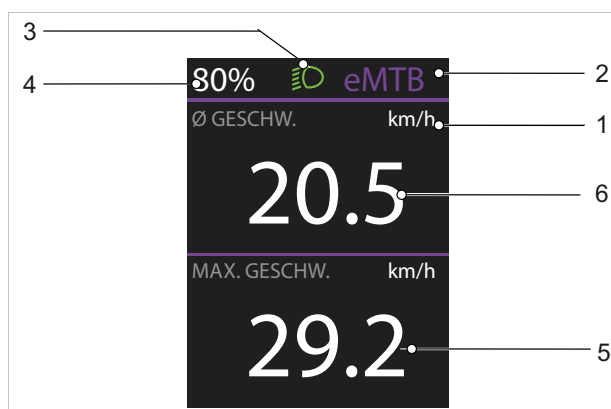 3
4 80% eMTB 2
Ø GESCHW. km/h 1
20.5 6
MAX. GESCHW. km/h
29.2 5